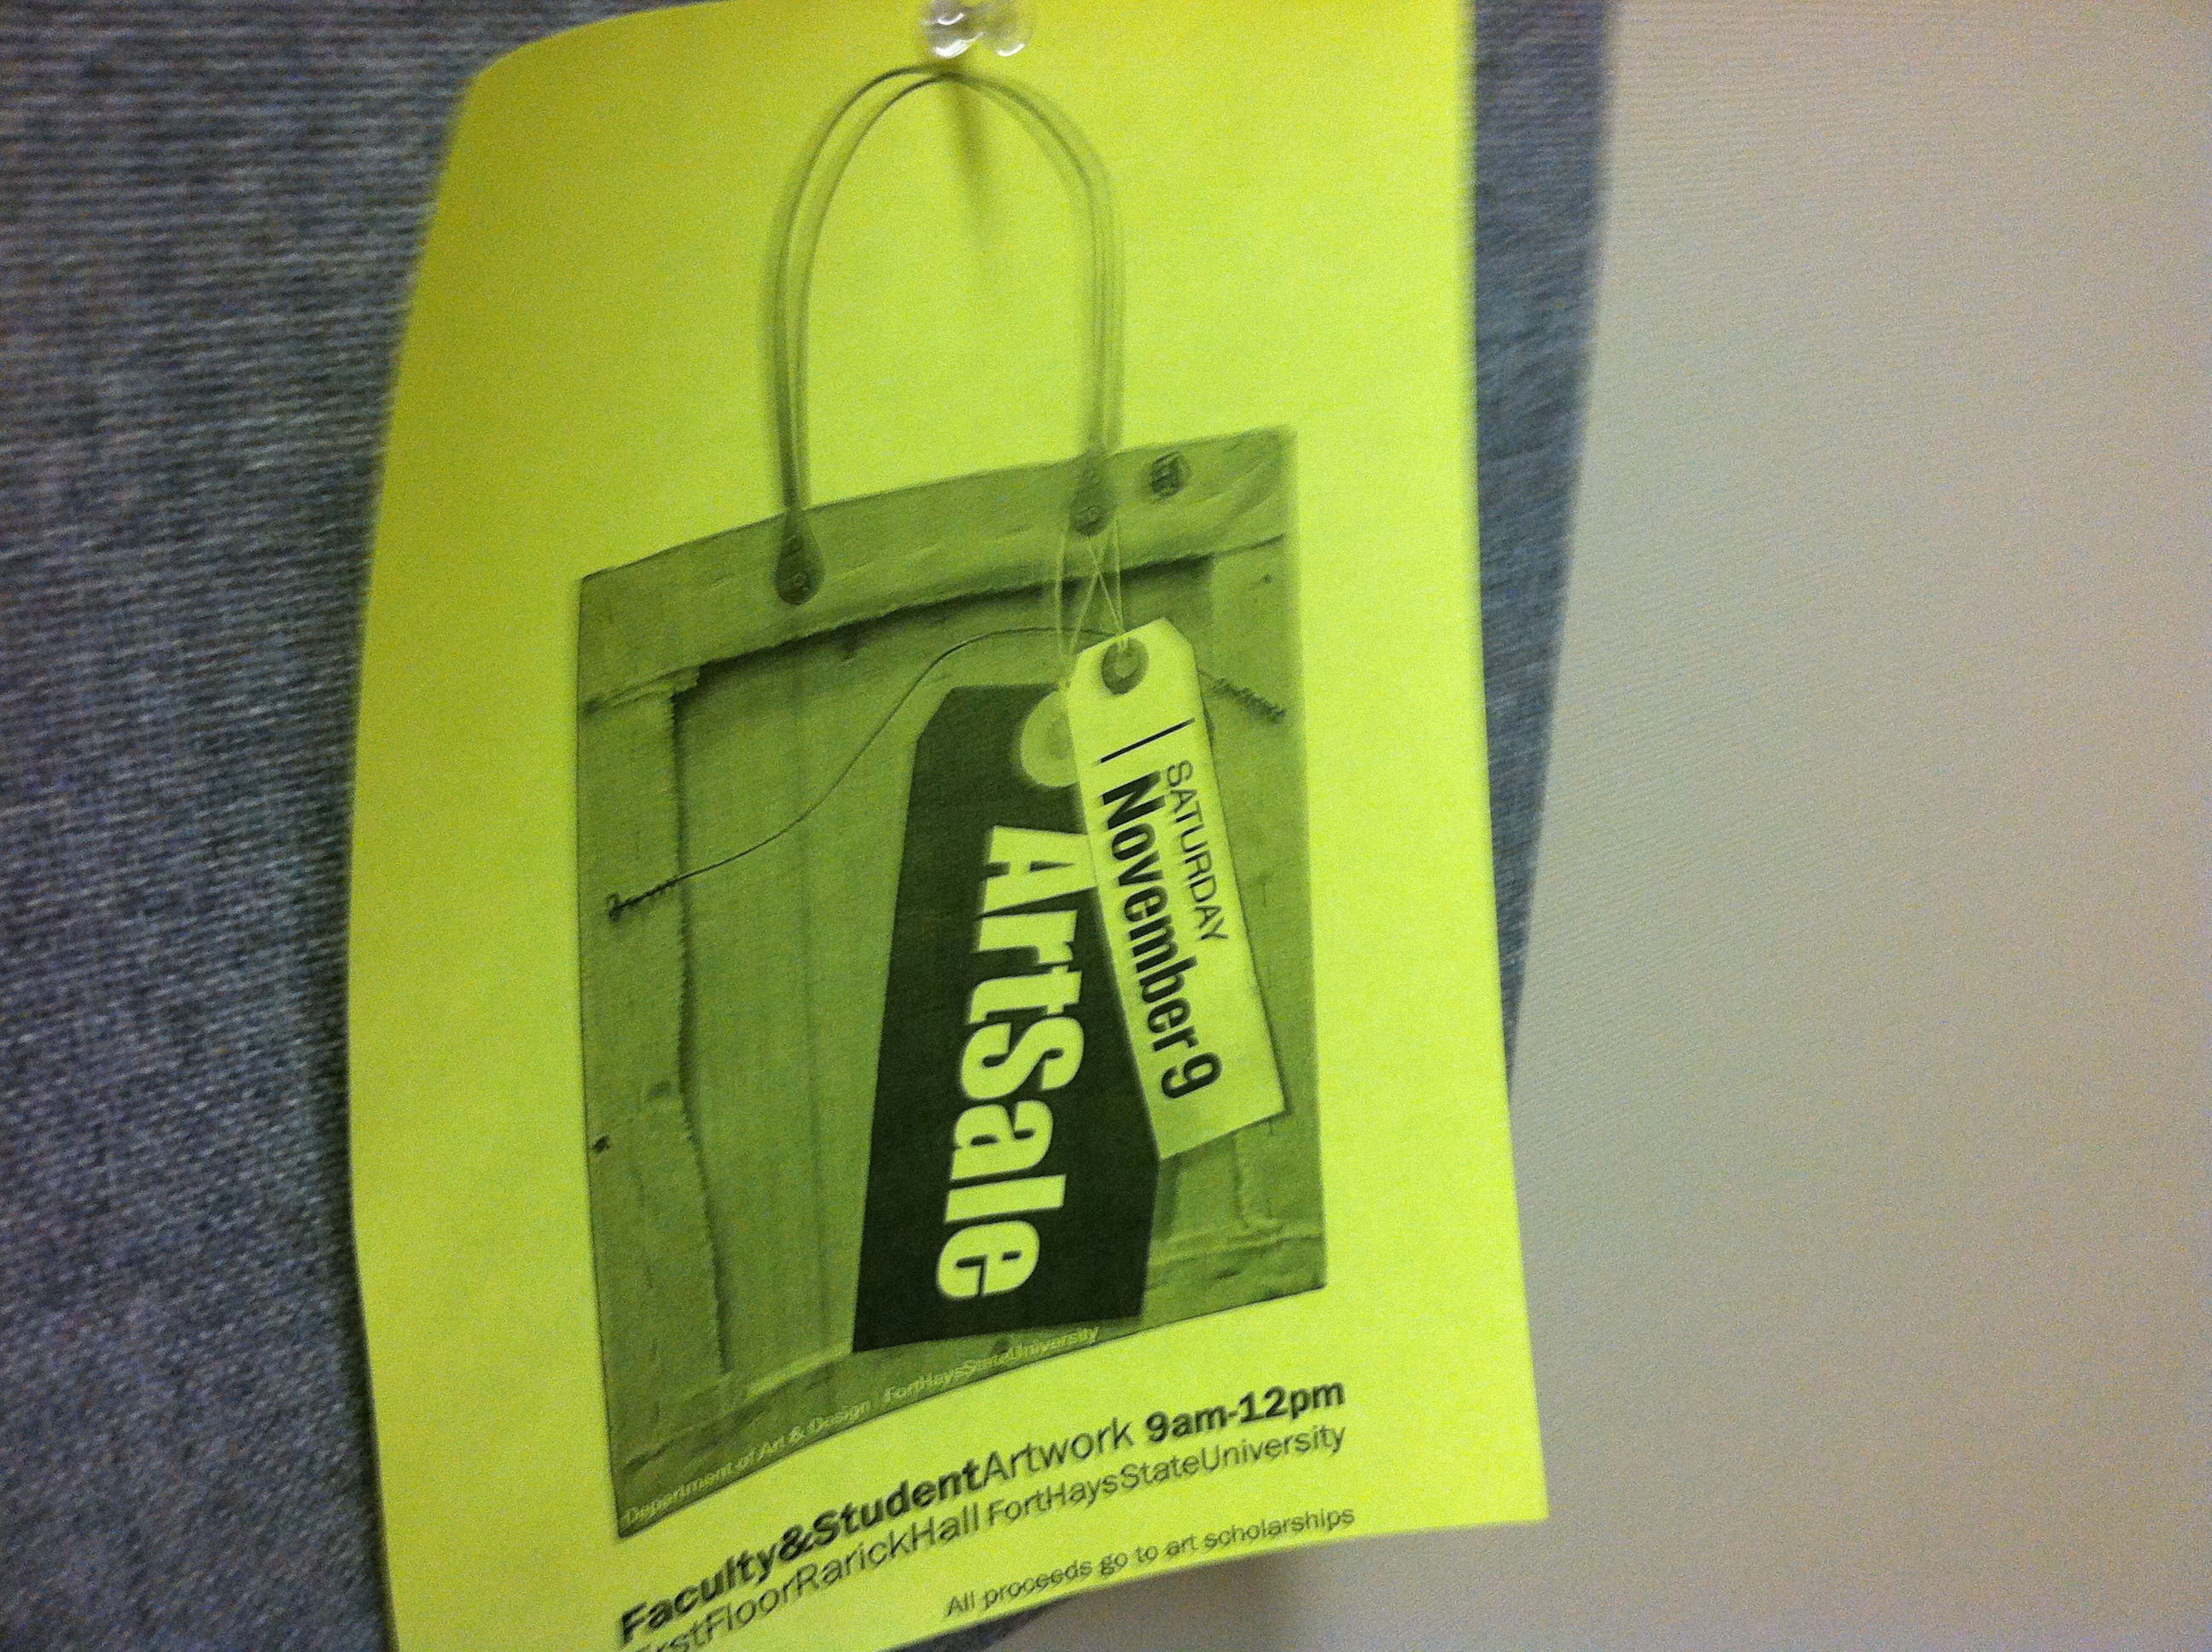 SATURDAY
November 9
ArtSale
Department of Art & Design FortHaysStateUniversity
Faculty&StudentArtwork 9am-12pm
FirstFloorRarickHall FortHaysStateUniversity
All proceeds go to art scholarships